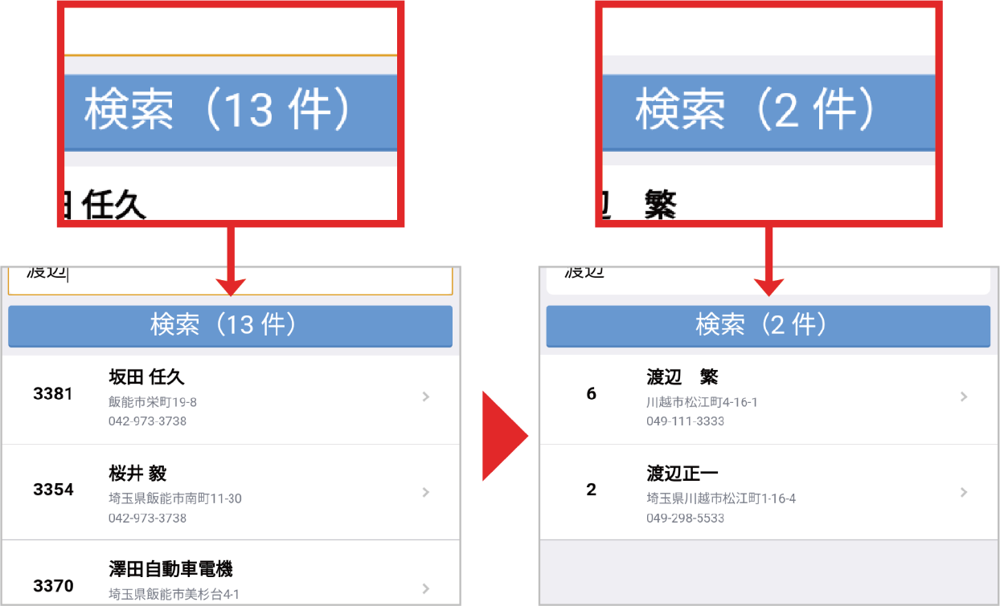 検索（13 件）
田 任久
検索（2 件）
辺　繁
渡辺
検索（13 件）
3381
坂田 任久
飯能市栄町19-8
042-973-3738
3354
桜井 毅
埼玉県飯能市南町11-30
042-973-3738
3370
澤田自動車電機
埼玉県飯能市美杉台4-1
渡辺
検索（2 件）
6
渡辺　繁
川越市松江町4-16-1
049-111-3333
2
渡辺正一
埼玉県川越市松江町1-16-4
049-298-5533